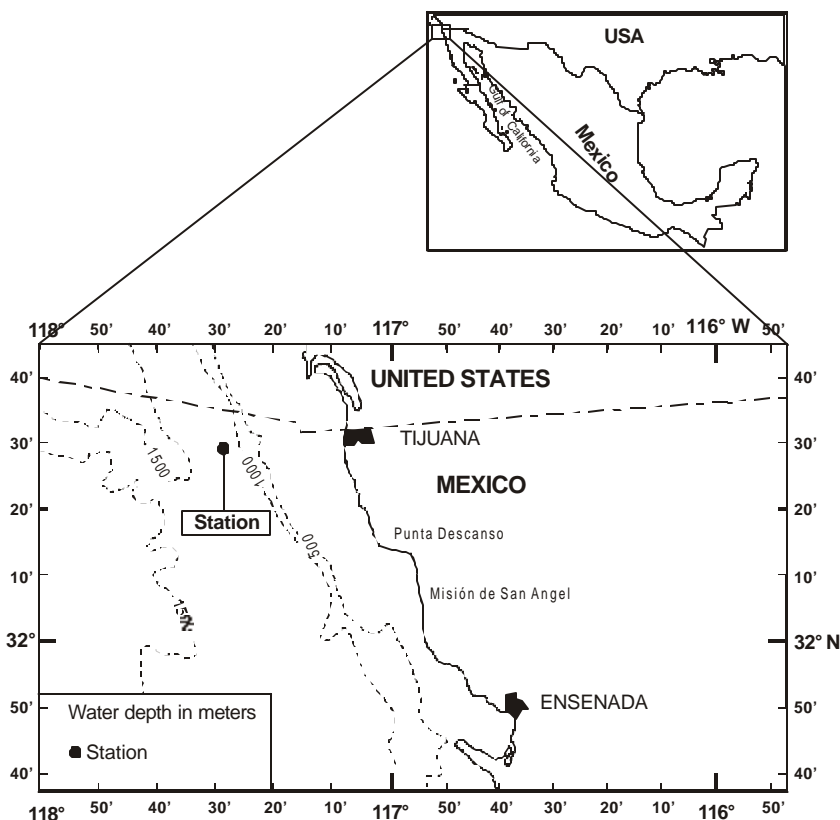 USA
Gulf of California
Mexico
118° 50' 40' 30' 20' 10' 117° 50' 40' 30' 20' 10' 116° W 50'
40' UNITED STATES 40'
30' TIJUANA 30'
1500 1000 MEXICO
20' Station 20'
Punta Descanso
500
10' 10'
Misión de San Angel
32° 32° N
50' Water depth in meters ENSENADA 50'
Station
40' 40'
118° 50' 40' 30' 20' 10' 117° 50' 40' 30' 20' 10' 116° 50'